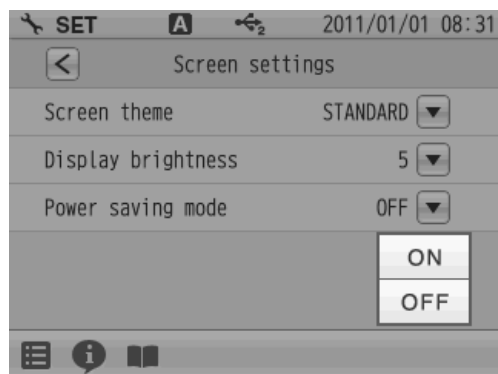 SET A 2 2011/01/01 08:31
Screen settings
Screen theme STANDARD
Display brightness 5
Power saving mode OFF
ON
OFF